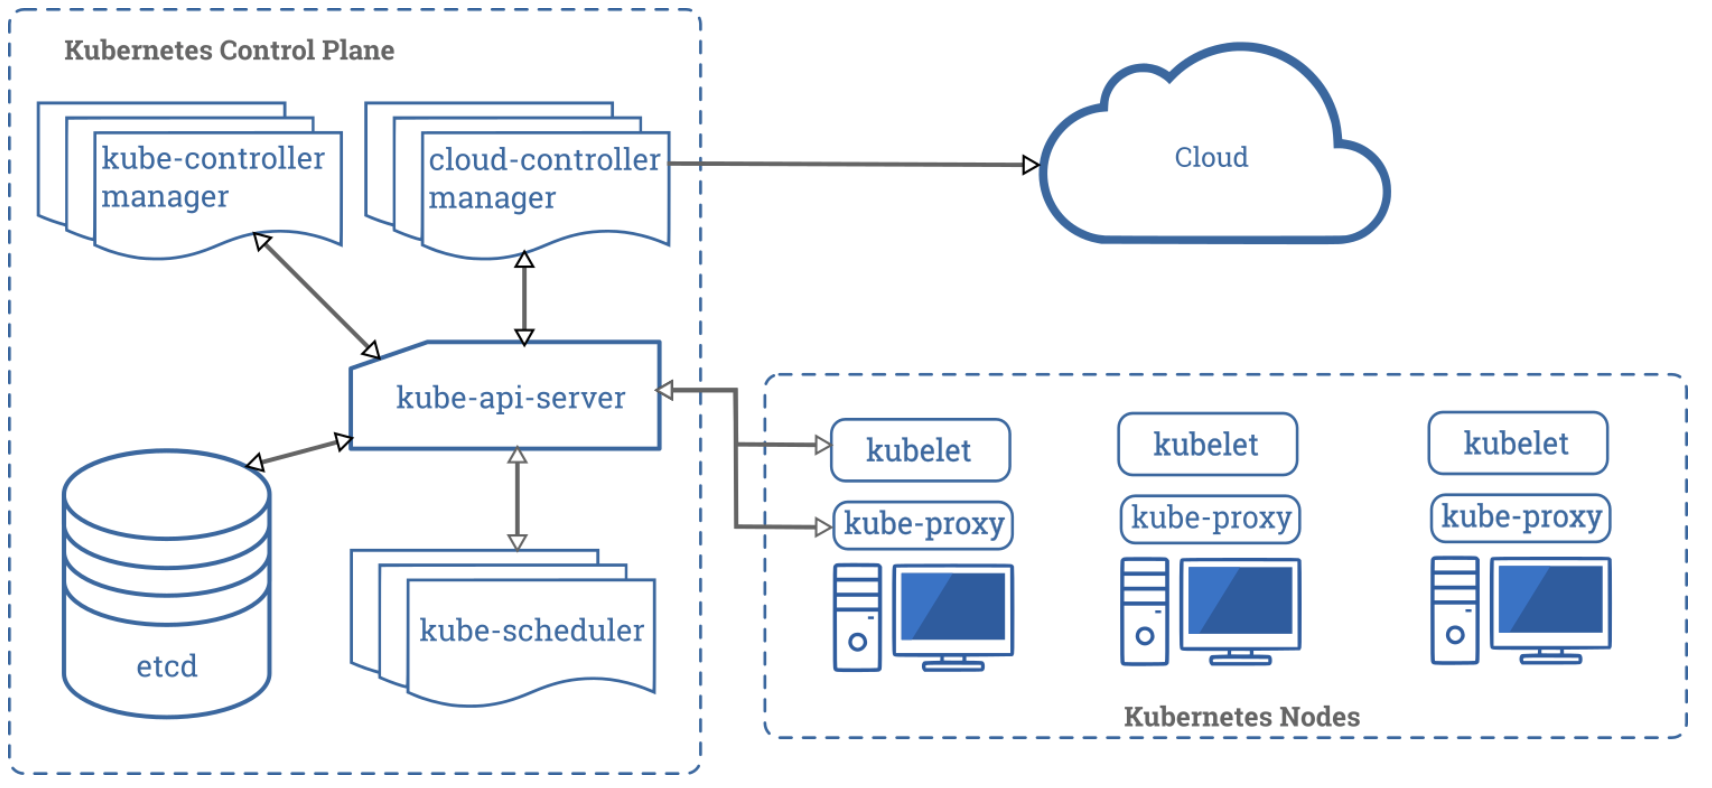 Kubernetes Control Plane
kube-controller
manager
cloud-controller
manager
Cloud
kube-api-server
etcd
kube-scheduler
kubelet
kubelet
kubelet
kube-proxy
kube-proxy
kube-proxy
Kubernetes Nodes